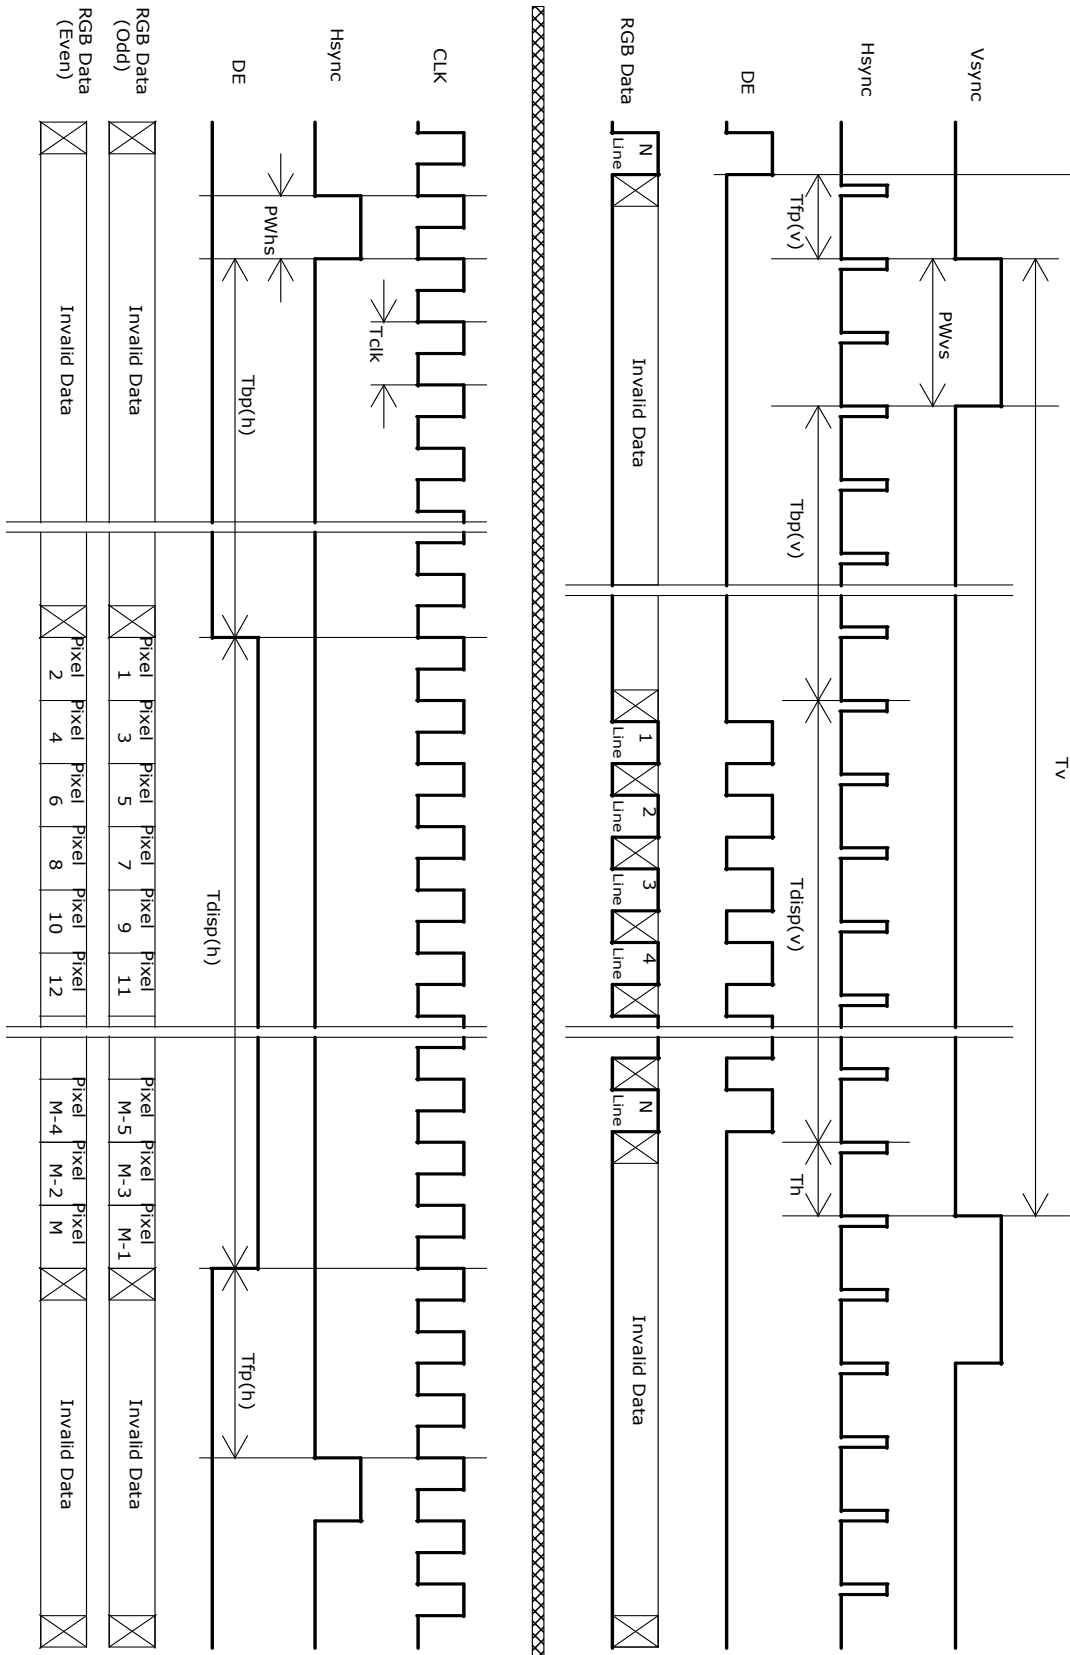 Tv
Vsync
PWvs
Hsync
Tfp(v)
Tbp(v)
Tdisp(v)
Th
DE
RGB Data
N
Line
Invalid Data
1
Line
2
Line
3
Line
4
Line
N
Line
Invalid Data
CLK
Tclk
Hsync
PWhs
DE
Tbp(h)
Tdisp(h)
Tfp(h)
RGB Data
(Odd)
Invalid Data
Pixel
1
Pixel
3
Pixel
5
Pixel
7
Pixel
9
Pixel
11
Pixel
M-5
Pixel
M-3
Pixel
M-1
Invalid Data
RGB Data
(Even)
Invalid Data
Pixel
2
Pixel
4
Pixel
6
Pixel
8
Pixel
10
Pixel
12
Pixel
M-4
Pixel
M-2
Pixel
M
Invalid Data